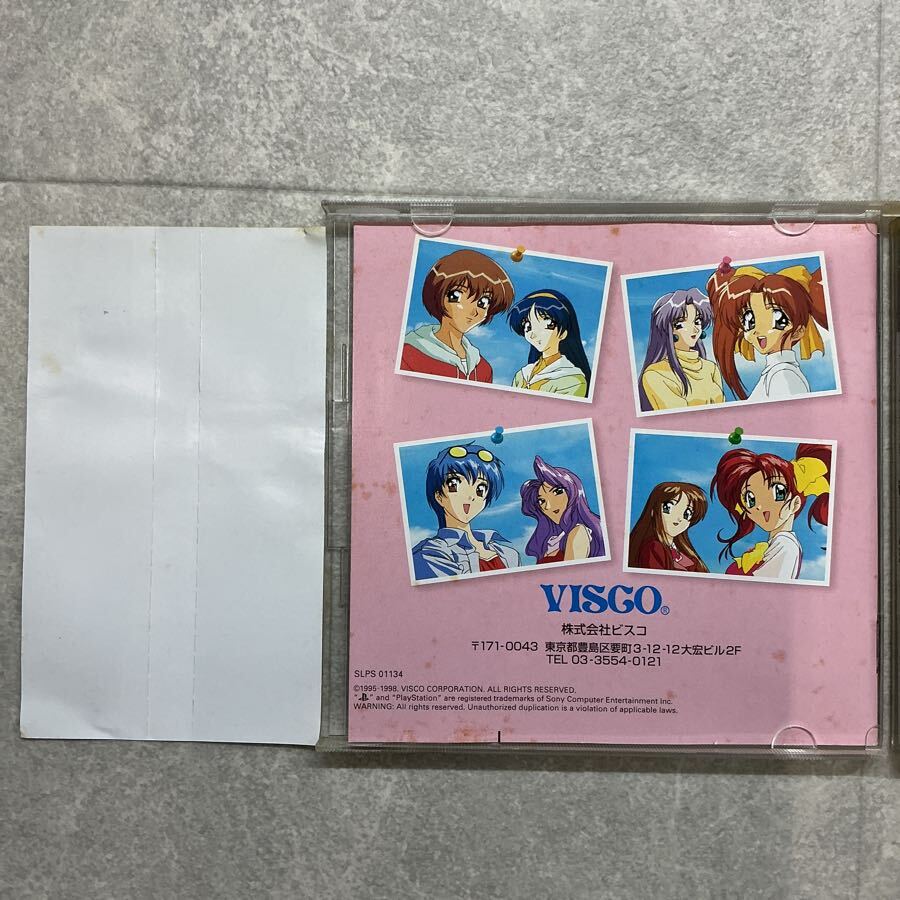 VISCO®
株式会社ビスコ
〒171-0043 東京都豊島区要町3-12-12大宏ビル2F
TEL 03-3554-0121
SLPS 01134
©1995-1998. VISCO CORPORATION. ALL RIGHTS RESERVED.
" " and "PlayStation" are registered trademarks of Sony Computer Entertainment Inc.
WARNING: All rights reserved. Unauthorized duplication is a violation of applicable laws.